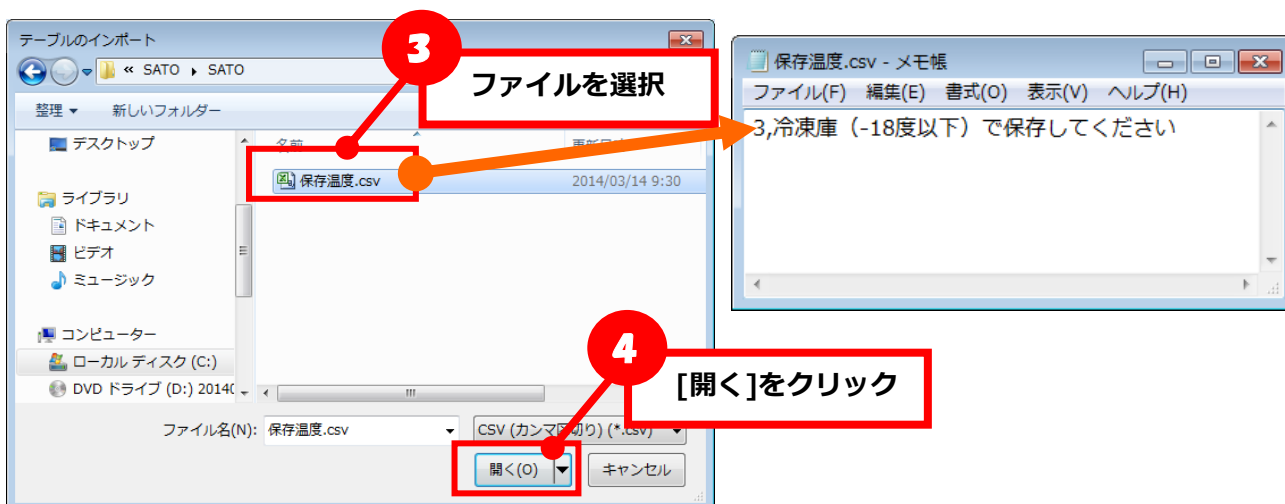 テーブルのインポート
« SATO ▸ SATO
整理 ▼ 新しいフォルダー
デスクトップ
ライブラリ
ドキュメント
ビデオ
ミュージック
コンピューター
ローカル ディスク (C:)
DVD ドライブ (D:) 2014
名前
保存温度.csv 2014/03/14 9:30
ファイル名(N): 保存温度.csv
CSV (カンマ区切り) (*.csv)
開く(O) キャンセル
3
ファイルを選択
4
[開く]をクリック
保存温度.csv - メモ帳
ファイル(F) 編集(E) 書式(O) 表示(V) ヘルプ(H)
3,冷凍庫（-18度以下）で保存してください